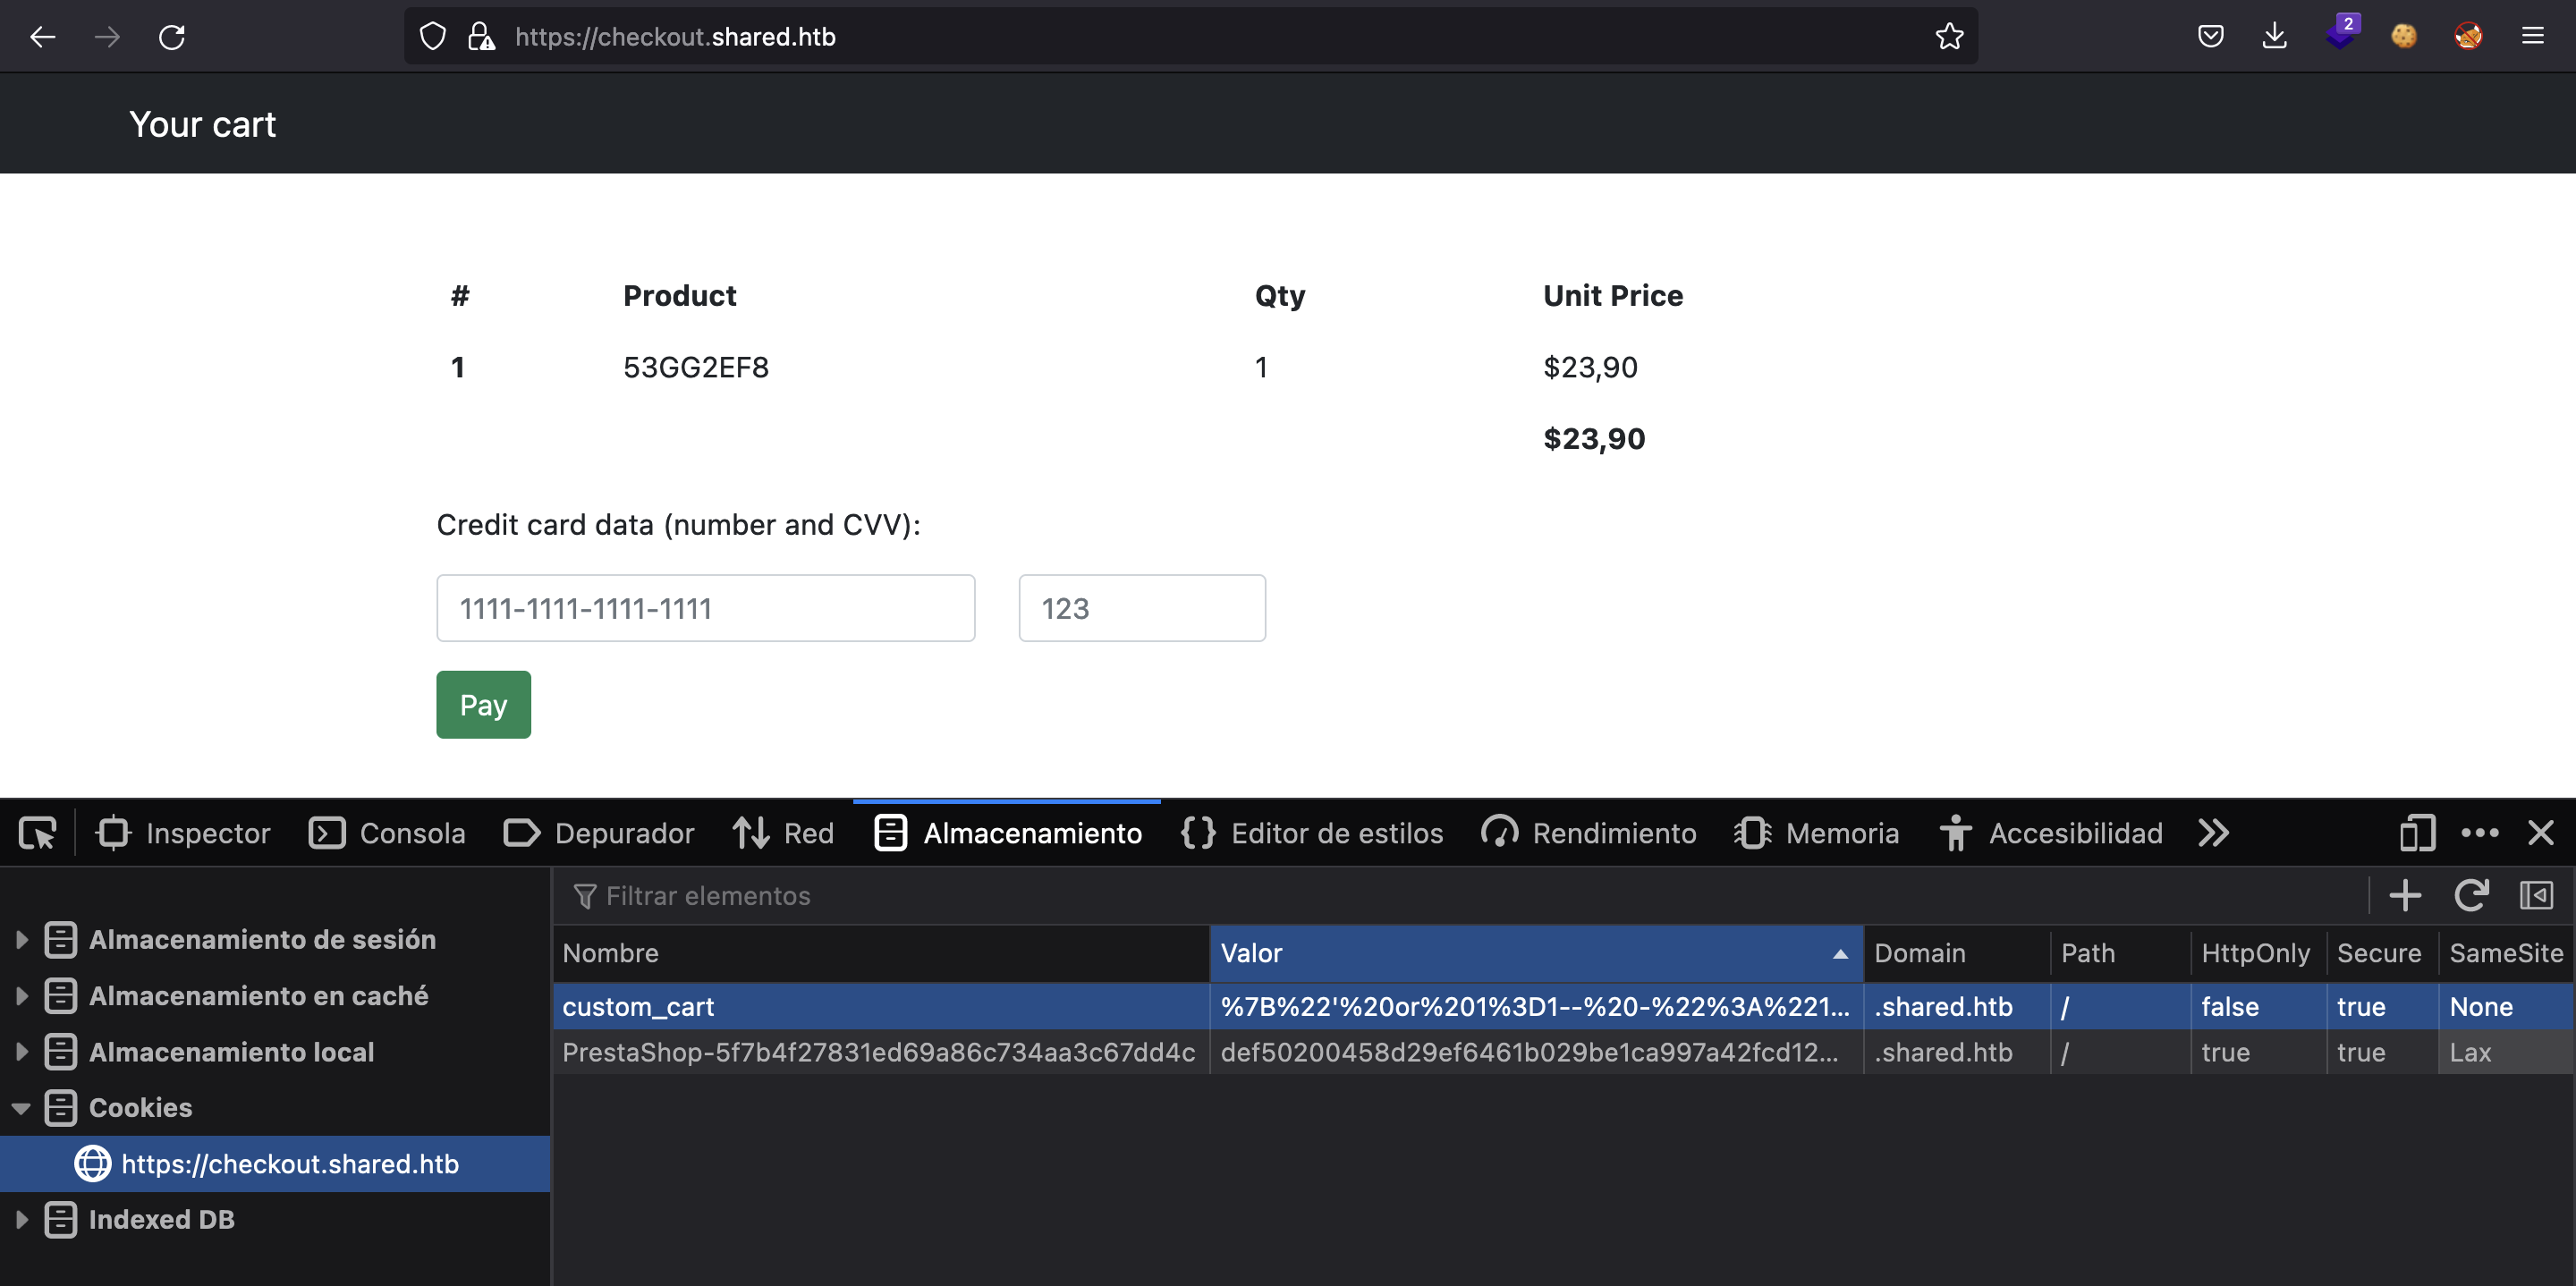 https://checkout.shared.htb
2
Your cart
# Product Qty Unit Price
1 53GG2EF8 1 $23,90
$23,90
Credit card data (number and CVV):
1111-1111-1111-1111 123
Pay
Inspector Consola Depurador Red Almacenamiento Editor de estilos Rendimiento Memoria Accesibilidad
Filtrar elementos
Almacenamiento de sesión
Almacenamiento en caché
Almacenamiento local
Cookies
https://checkout.shared.htb
Indexed DB
Nombre Valor Domain Path HttpOnly Secure SameSite
custom_cart %7B%22'%20or%201%3D1--%20-%22%3A%221... .shared.htb / false true None
PrestaShop-5f7b4f27831ed69a86c734aa3c67dd4c def50200458d29ef6461b029be1ca997a42fcd12... .shared.htb / true true Lax